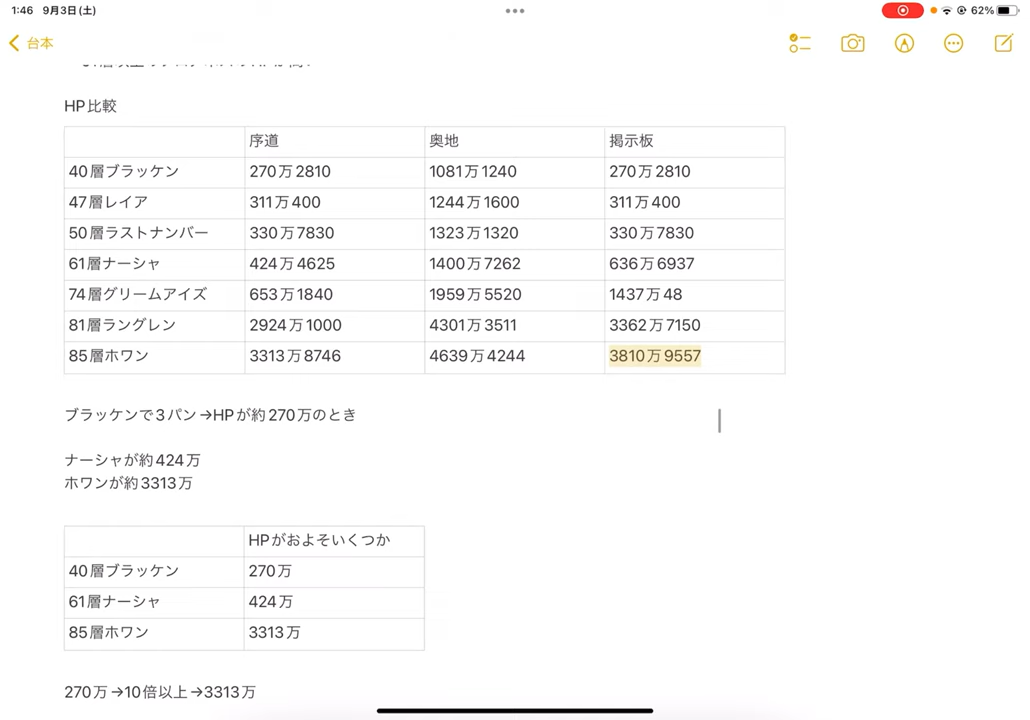 1:46 9月3日(土)
62%
台本
HP比較
序道 奥地 掲示板
40層ブラッケン 270万2810 1081万1240 270万2810
47層レイア 311万400 1244万1600 311万400
50層ラストナンバー 330万7830 1323万1320 330万7830
61層ナーシャ 424万4625 1400万7262 636万6937
74層グリームアイズ 653万1840 1959万5520 1437万48
81層ラングレン 2924万1000 4301万3511 3362万7150
85層ホワン 3313万8746 4639万4244 3810万9557
ブラッケンで3パン→HPが約270万のとき
ナーシャが約424万
ホワンが約3313万
HPがおよそいくつか
40層ブラッケン 270万
61層ナーシャ 424万
85層ホワン 3313万
270万→10倍以上→3313万